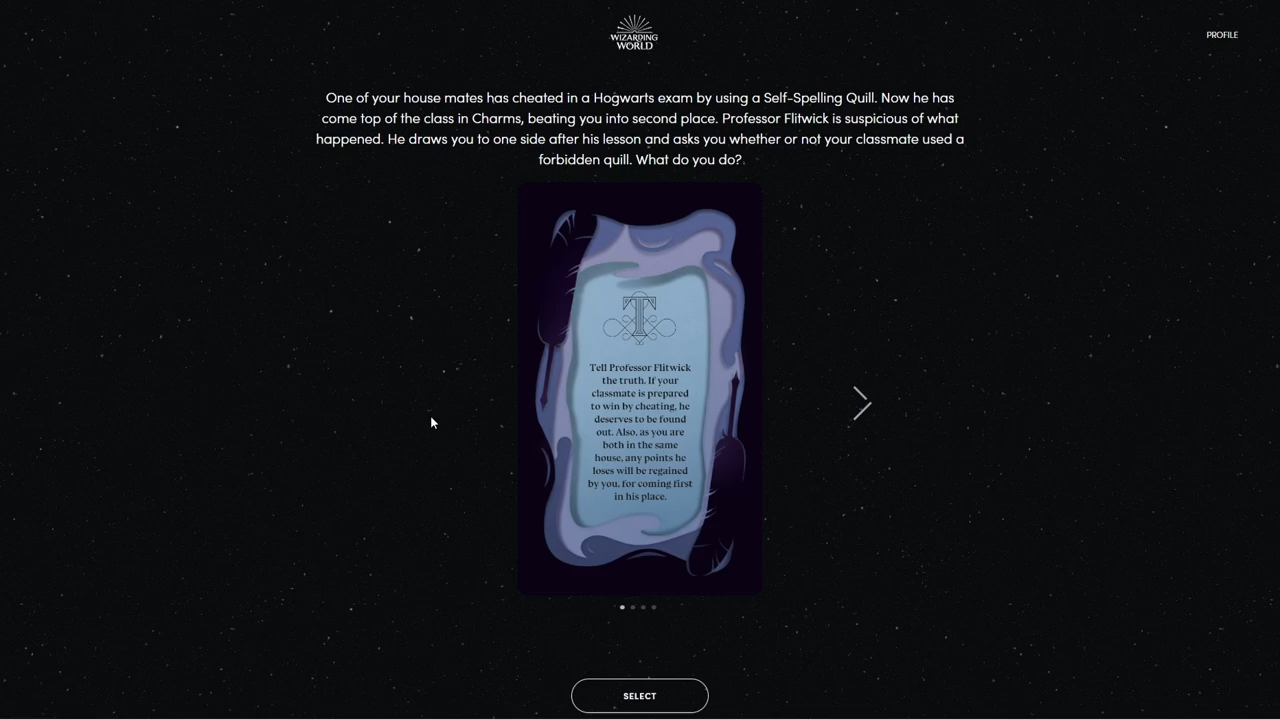 WIZARDING
WORLD
PROFILE
One of your house mates has cheated in a Hogwarts exam by using a Self-Spelling Quill. Now he has
come top of the class in Charms, beating you into second place. Professor Flitwick is suspicious of what
happened. He draws you to one side after his lesson and asks you whether or not your classmate used a
forbidden quill. What do you do?
T
Tell Professor Flitwick
the truth. If your
classmate is prepared
to win by cheating, he
deserves to be found
out. Also, as you are
both in the same
house, any points he
loses will be regained
by you, for coming first
in his place.
SELECT